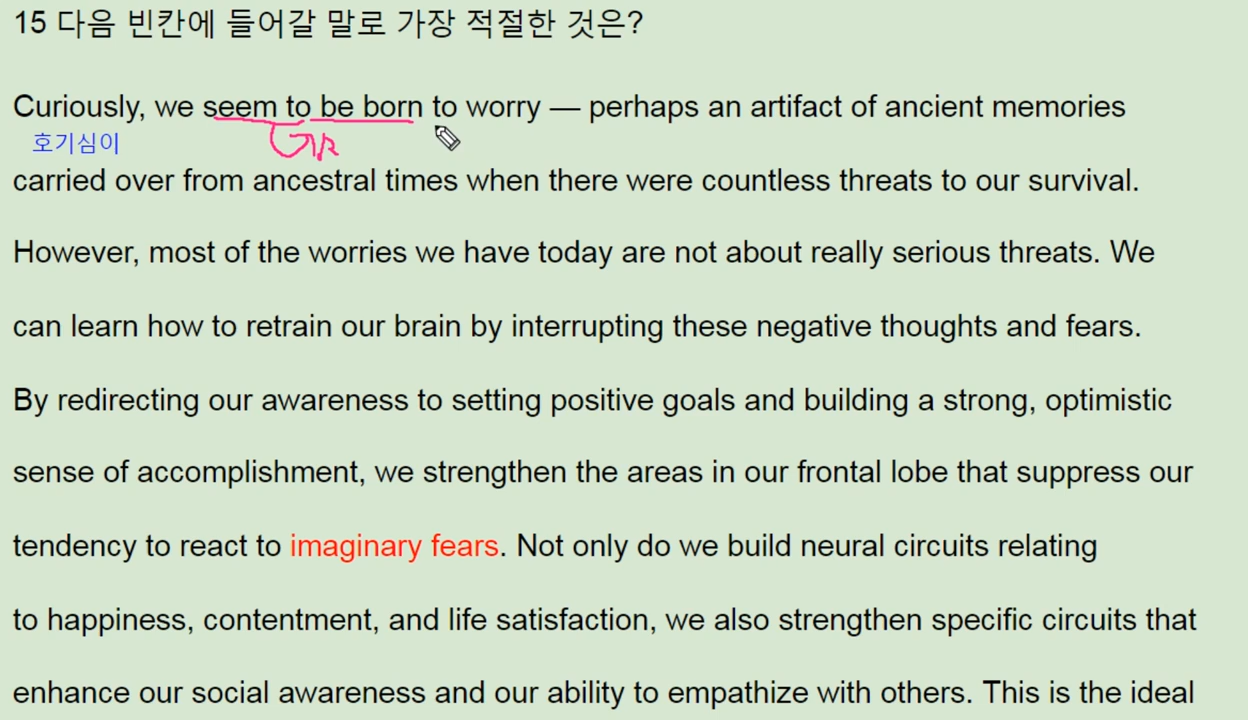 15 다음 빈칸에 들어갈 말로 가장 적절한 것은?
Curiously, we seem to be born to worry — perhaps an artifact of ancient memories
호기심이
carried over from ancestral times when there were countless threats to our survival.
However, most of the worries we have today are not about really serious threats. We
can learn how to retrain our brain by interrupting these negative thoughts and fears.
By redirecting our awareness to setting positive goals and building a strong, optimistic
sense of accomplishment, we strengthen the areas in our frontal lobe that suppress our
tendency to react to imaginary fears. Not only do we build neural circuits relating
to happiness, contentment, and life satisfaction, we also strengthen specific circuits that
enhance our social awareness and our ability to empathize with others. This is the ideal